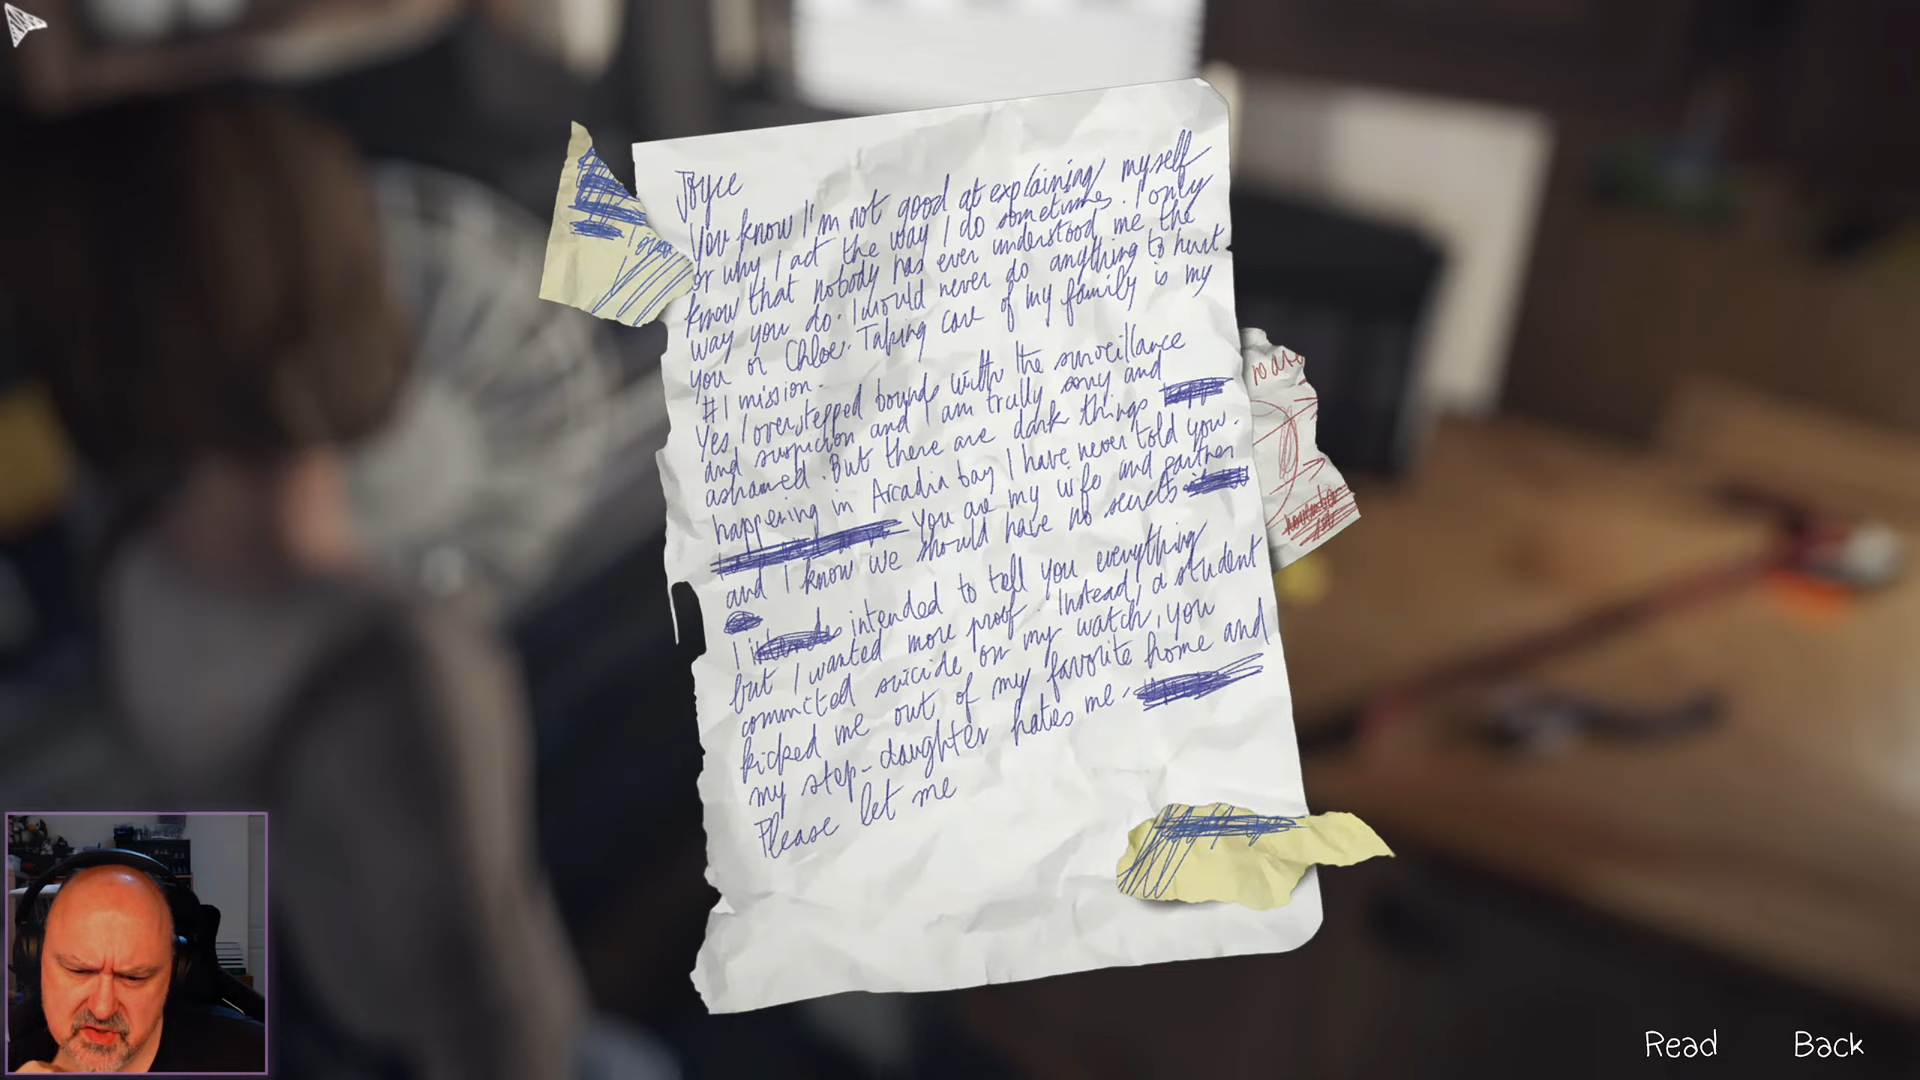 Joyce
You know I'm not good at explaining myself
or why I act the way I do sometimes. I only
know that nobody has ever understood me the
way you do. I would never do anything to hurt
you or Chloe. Taking care of my family is my
#1 mission.
Yes I overstepped bounds with the surveillance
and suspicion and I am trully sorry and
ashamed. But there are dark things
happening in Arcadia bay I have never told you.
You are my wife and partner
and I know we should have no secrets
I intended to tell you everything
but I wanted more proof. Instead, a student
committed suicide on my watch, you
kicked me out of my favorite home and
my step-daughter hates me.
Please let me
Read
Back